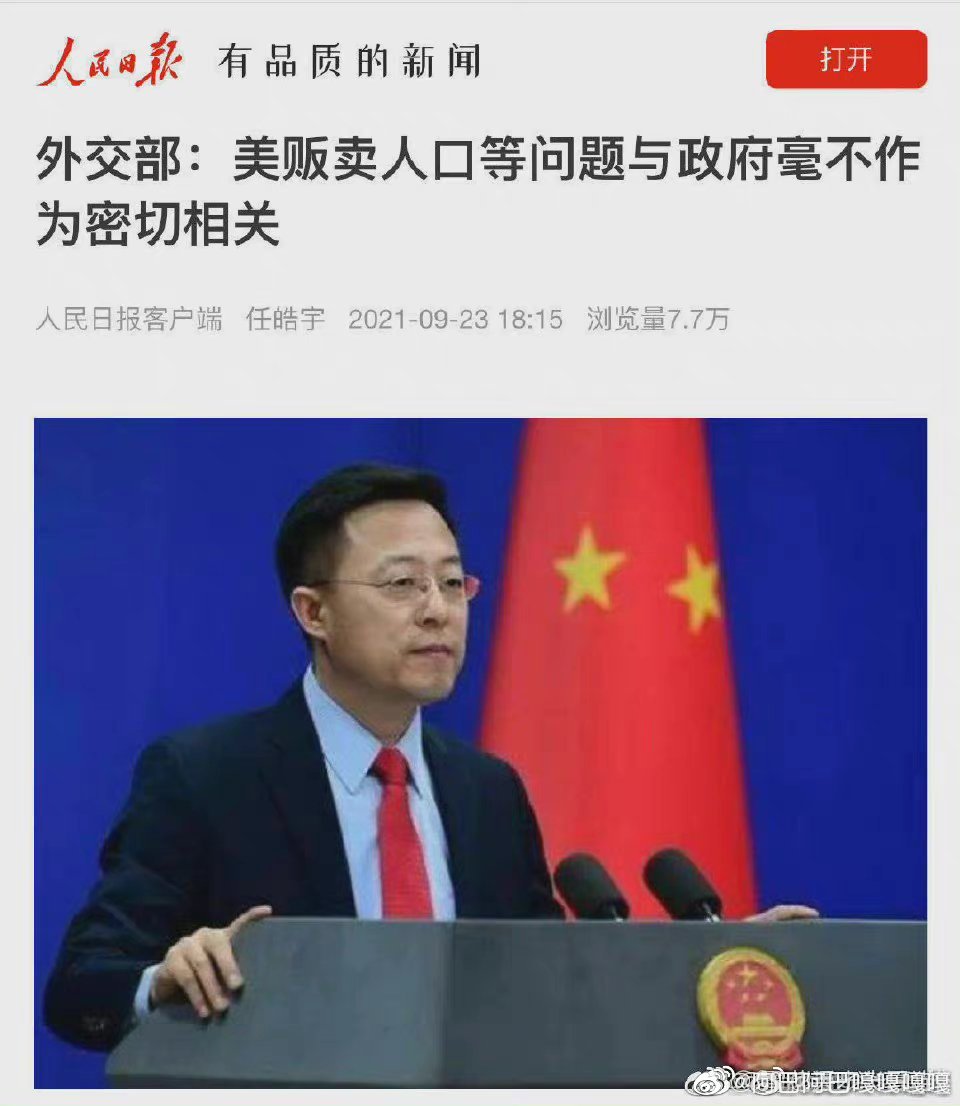 人民日报 有品质的新闻 打开
外交部：美贩卖人口等问题与政府毫不作
为密切相关
人民日报客户端 任皓宇 2021-09-23 18:15 浏览量7.7万